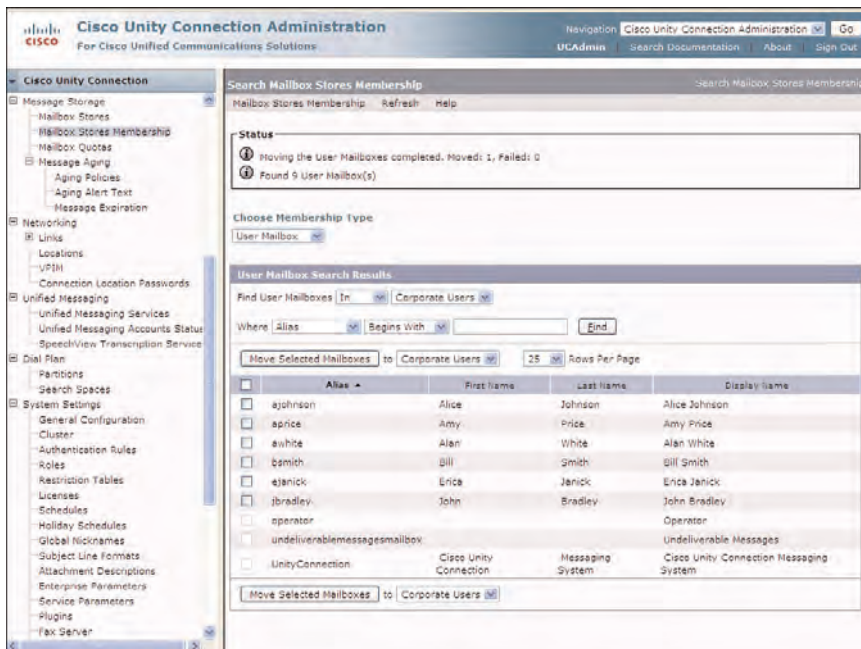 cisco
Cisco Unity Connection Administration
For Cisco Unified Communications Solutions
Navigation Cisco Unity Connection Administration Go
UCAdmin Search Documentation About Sign Out
Cisco Unity Connection
Message Storage
Mailbox Stores
Mailbox Stores Membership
Mailbox Quotas
Message Aging
Aging Policies
Aging Alert Text
Message Expiration
Networking
Links
Locations
VPIM
Connection Location Passwords
Unified Messaging
Unified Messaging Services
Unified Messaging Accounts Status
SpeechView Transcription Service
Dial Plan
Partitions
Search Spaces
System Settings
General Configuration
Cluster
Authentication Rules
Roles
Restriction Tables
Licenses
Schedules
Holiday Schedules
Global Nicknames
Subject Line Formats
Attachment Descriptions
Enterprise Parameters
Service Parameters
Plugins
Fax Server
Search Mailbox Stores Membership Search Mailbox Stores Membership
Mailbox Stores Membership Refresh Help
Status
Moving the User Mailboxes completed. Moved: 1, Failed: 0
Found 9 User Mailbox(s)
Choose Membership Type
User Mailbox
User Mailbox Search Results
Find User Mailboxes In Corporate Users
Where Alias Begins With Find
Move Selected Mailboxes to Corporate Users 25 Rows Per Page
Alias First Name Last Name Display Name
ajohnson Alice Johnson Alice Johnson
aprice Amy Price Amy Price
awhite Alan White Alan White
bsmith Bill Smith Bill Smith
ejanick Erica Janick Erica Janick
jbradley John Bradley John Bradley
operator Operator
undeliverablemessagesmailbox Undeliverable Messages
UnityConnection Cisco Unity Connection Messaging System Cisco Unity Connection Messaging System
Move Selected Mailboxes to Corporate Users